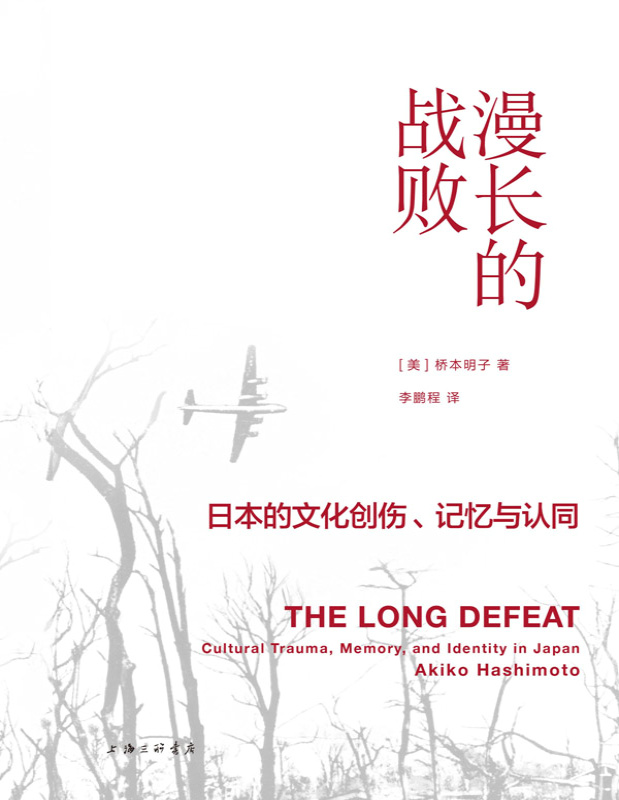 漫长的
战败
[美] 桥本明子 著
李鹏程 译
日本的文化创伤、记忆与认同
THE LONG DEFEAT
Cultural Trauma, Memory, and Identity in Japan
Akiko Hashimoto
上海三联书店